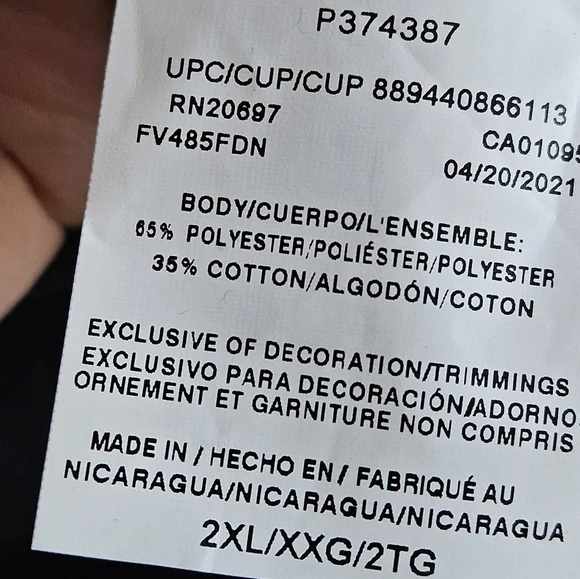 P374387
UPC/CUP/CUP 889440866113
RN20697
CA0109
FV485FDN
04/20/2021
BODY/CUERPO/L'ENSEMBLE:
65% POLYESTER/POLIÉSTER/POLYESTER
35% COTTON/ALGODÓN/COTON
EXCLUSIVE OF DECORATION/TRIMMINGS
EXCLUSIVO PARA DECORACIÓN/ADORNO
ORNEMENT ET GARNITURE NON COMPRIS
MADE IN / HECHO EN / FABRIQUÉ AU
NICARAGUA/NICARAGUA/NICARAGUA
2XL/XXG/2TG